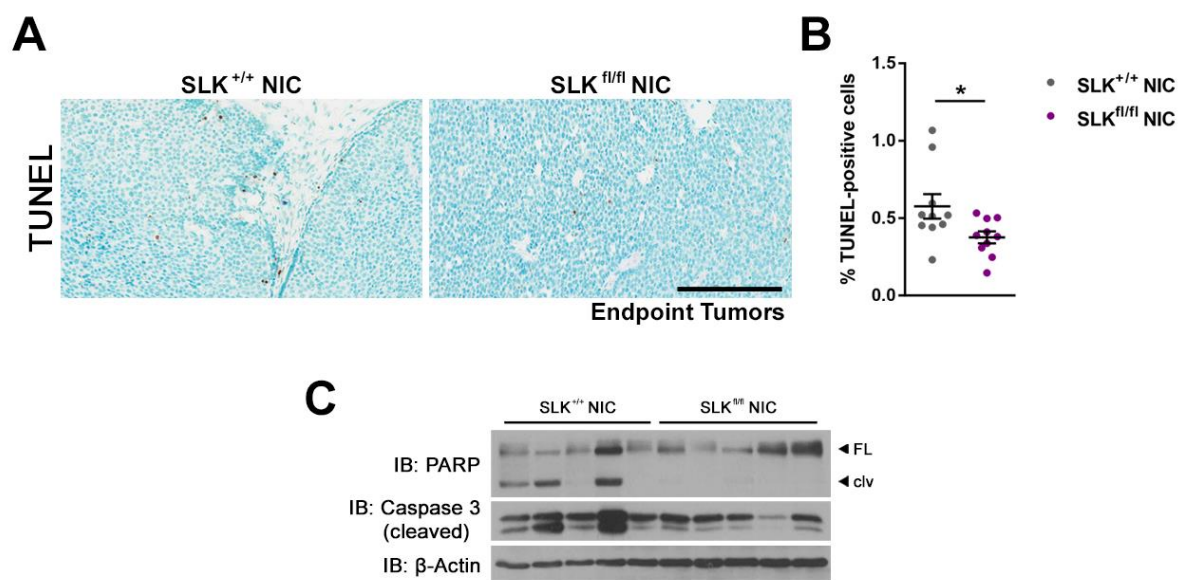 A
SLK+/+ NIC
SLKfl/fl NIC
TUNEL
Endpoint Tumors
B
% TUNEL-positive cells
1.5
1.0
0.5
0.0
*
SLK+/+ NIC
SLKfl/fl NIC
C
SLK+/+ NIC
SLKfl/fl NIC
IB: PARP
◄ FL
◄ clv
IB: Caspase 3
(cleaved)
IB: β-Actin